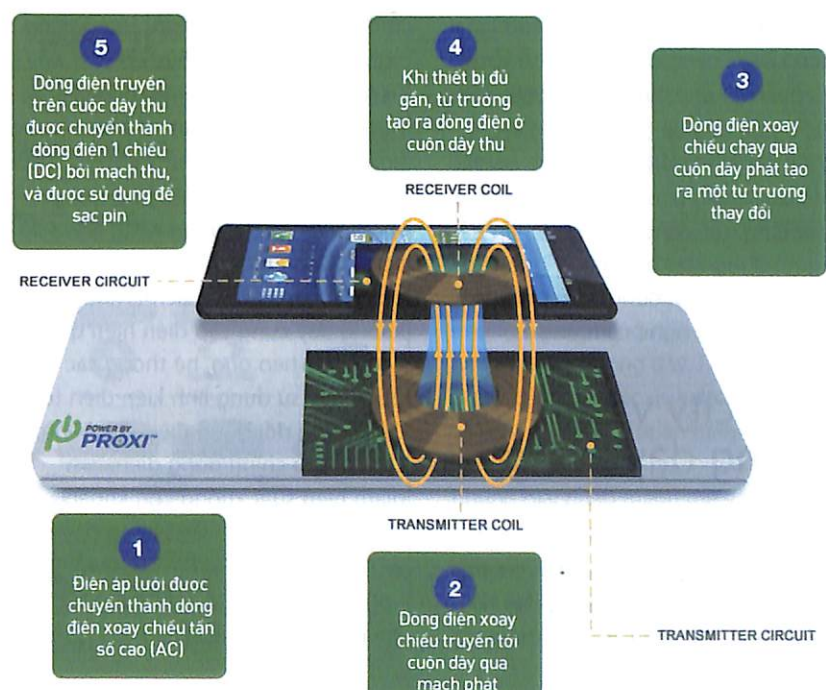 5
Dòng điện truyền
trên cuộc dây thu
được chuyển thành
dòng điện 1 chiều
(DC) bởi mạch thu,
và được sử dụng để
sạc pin
4
Khi thiết bị đủ
gần, từ trường
tạo ra dòng điện ở
cuộn dây thu
3
Dòng điện xoay
chiều chạy qua
cuộn dây phát tạo
ra một từ trường
thay đổi
RECEIVER COIL
RECEIVER CIRCUIT
POWER BY
PROXI™
TRANSMITTER COIL
TRANSMITTER CIRCUIT
1
Điện áp lưới được
chuyển thành dòng
điện xoay chiều tần
số cao (AC)
2
Dong điện xoay
chiều truyền tới
cuộn dây qua
mạch phát